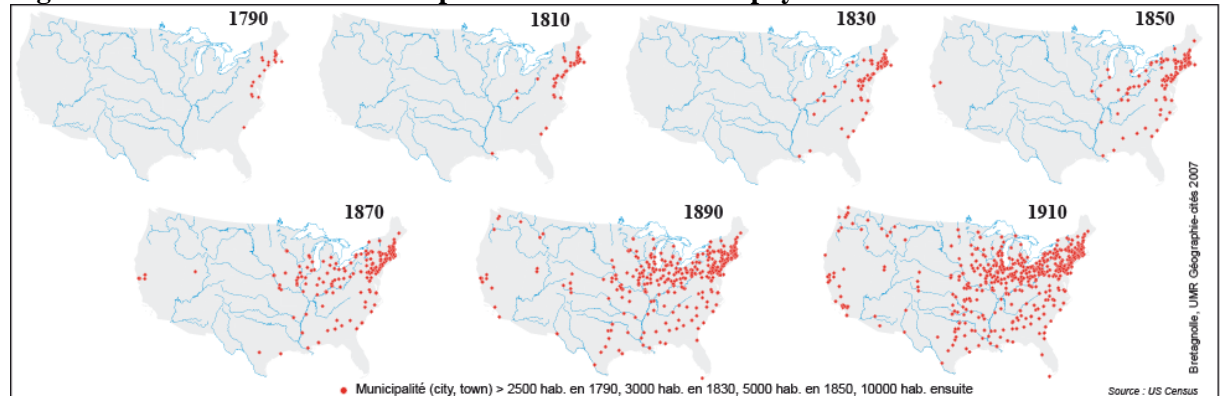 1790
1810
1830
1850
1870
1890
1910
Municipalité (city, town) > 2500 hab. en 1790, 3000 hab. en 1830, 5000 hab. en 1850, 10000 hab. ensuite
Source : US Census
Bretagnolle, UMR Géographie-cités 2007